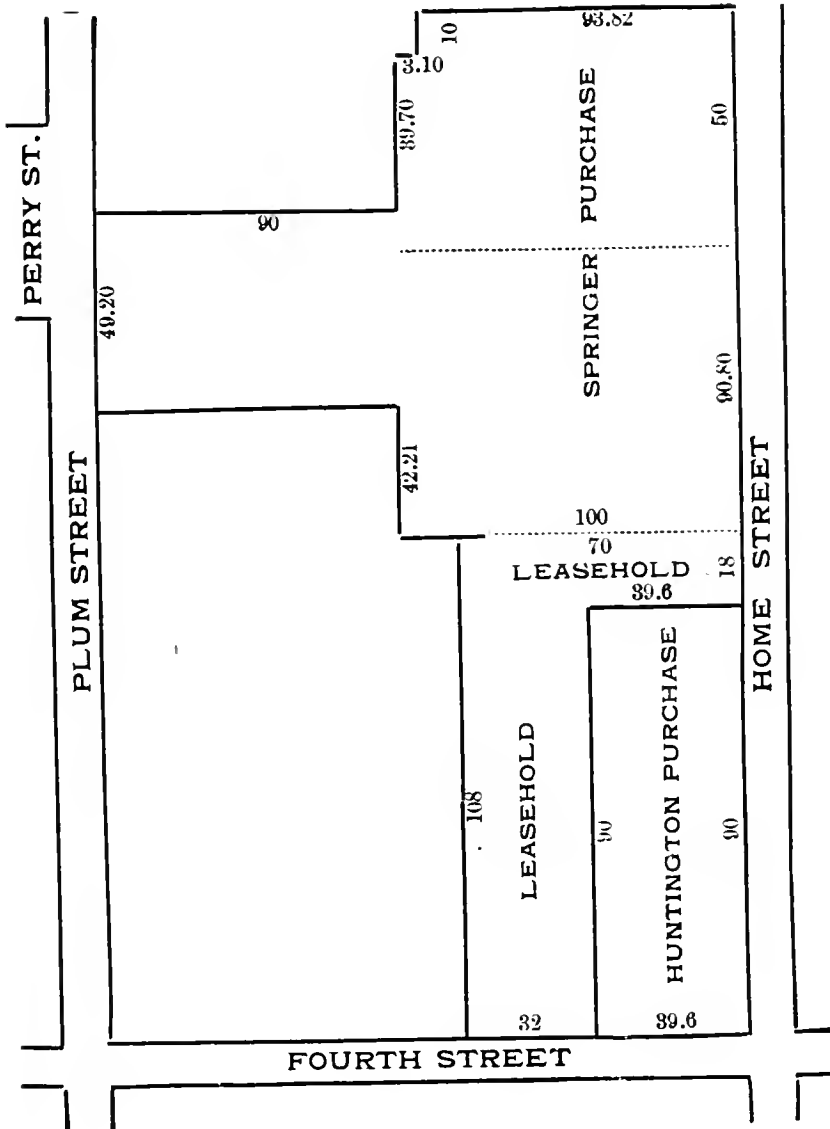 93.82
10
3.10
39.70
50
PERRY ST.
90
49.20
SPRINGER PURCHASE
90.80
42.21
100
70
LEASEHOLD
18
39.6
PLUM STREET
HOME STREET
108
LEASEHOLD
90
HUNTINGTON PURCHASE
90
32
39.6
FOURTH STREET